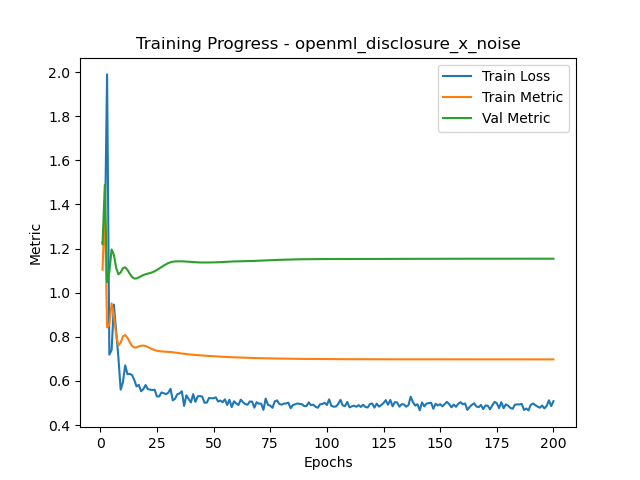 Training Progress - openml_disclosure_x_noise
Train Loss
Train Metric
Val Metric
Metric
2.0
1.8
1.6
1.4
1.2
1.0
0.8
0.6
0.4
0 25 50 75 100 125 150 175 200
Epochs